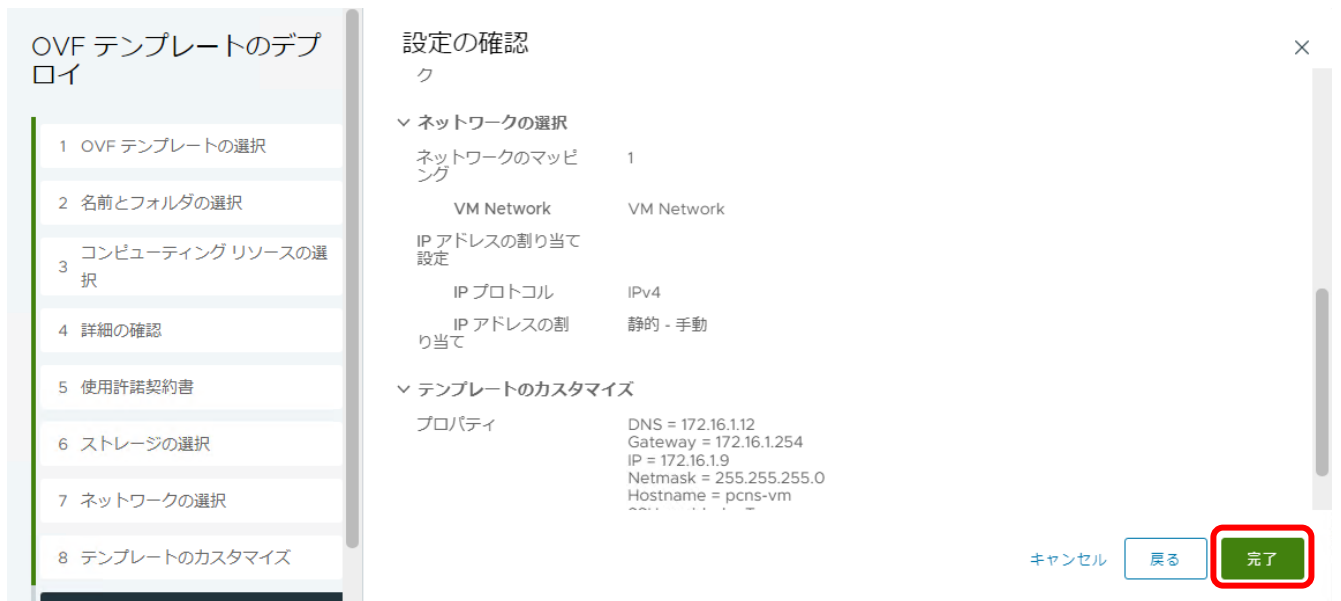 OVF テンプレートのデプ
ロイ
1 OVF テンプレートの選択
2 名前とフォルダの選択
3 コンピューティング リソースの選
択
4 詳細の確認
5 使用許諾契約書
6 ストレージの選択
7 ネットワークの選択
8 テンプレートのカスタマイズ
設定の確認
ク
ネットワークの選択
ネットワークのマッピ 1
ング
VM Network VM Network
IP アドレスの割り当て
設定
IP プロトコル IPv4
IP アドレスの割 静的 - 手動
り当て
テンプレートのカスタマイズ
プロパティ DNS = 172.16.1.12
Gateway = 172.16.1.254
IP = 172.16.1.9
Netmask = 255.255.255.0
Hostname = pcns-vm
キャンセル 戻る 完了